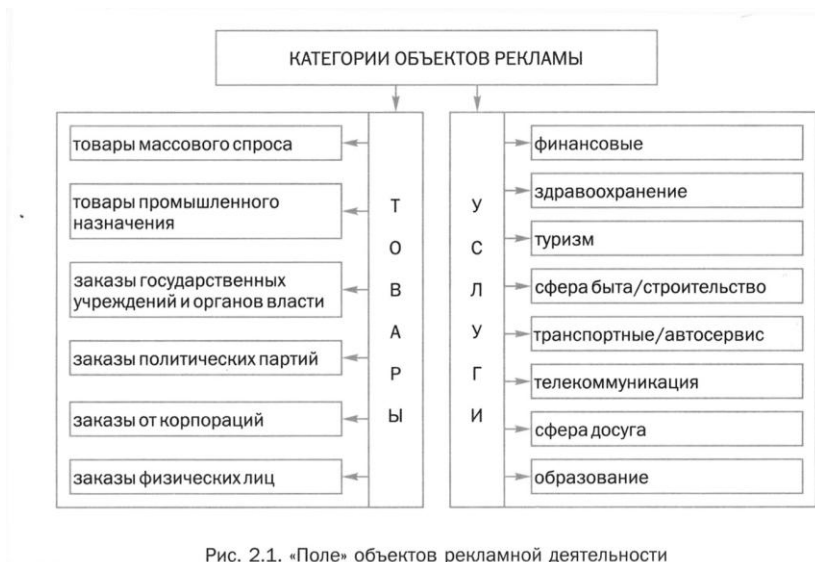 КАТЕГОРИИ ОБЪЕКТОВ РЕКЛАМЫ
ТОВАРЫ
товары массового спроса
товары промышленного
назначения
заказы государственных
учреждений и органов власти
заказы политических партий
заказы от корпораций
заказы физических лиц
УСЛУГИ
финансовые
здравоохранение
туризм
сфера быта/строительство
транспортные/автосервис
телекоммуникация
сфера досуга
образование
Рис. 2.1. «Поле» объектов рекламной деятельности